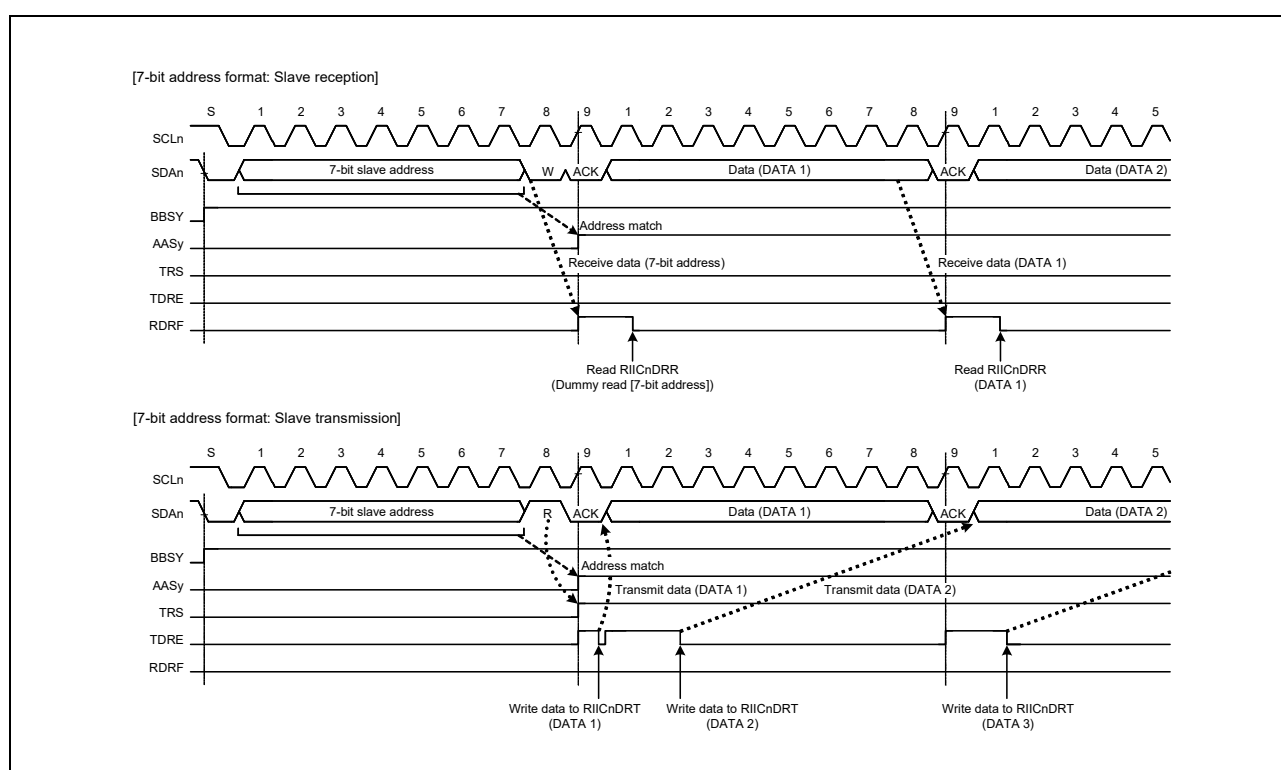 [7-bit address format: Slave reception]
S 1 2 3 4 5 6 7 8 9 1 2 3 4 5 6 7 8 9 1 2 3 4 5
SCLn
SDAn 7-bit slave address W ACK Data (DATA 1) ACK Data (DATA 2)
BBSY
Address match
AASy
Receive data (7-bit address) Receive data (DATA 1)
TRS
TDRE
RDRF
Read RIICnDRR Read RIICnDRR
(Dummy read [7-bit address]) (DATA 1)
[7-bit address format: Slave transmission]
S 1 2 3 4 5 6 7 8 9 1 2 3 4 5 6 7 8 9 1 2 3 4 5
SCLn
SDAn 7-bit slave address R ACK Data (DATA 1) ACK Data (DATA 2)
BBSY
Address match
AASy
Transmit data (DATA 1) Transmit data (DATA 2)
TRS
TDRE
RDRF
Write data to RIICnDRT Write data to RIICnDRT Write data to RIICnDRT
(DATA 1) (DATA 2) (DATA 3)